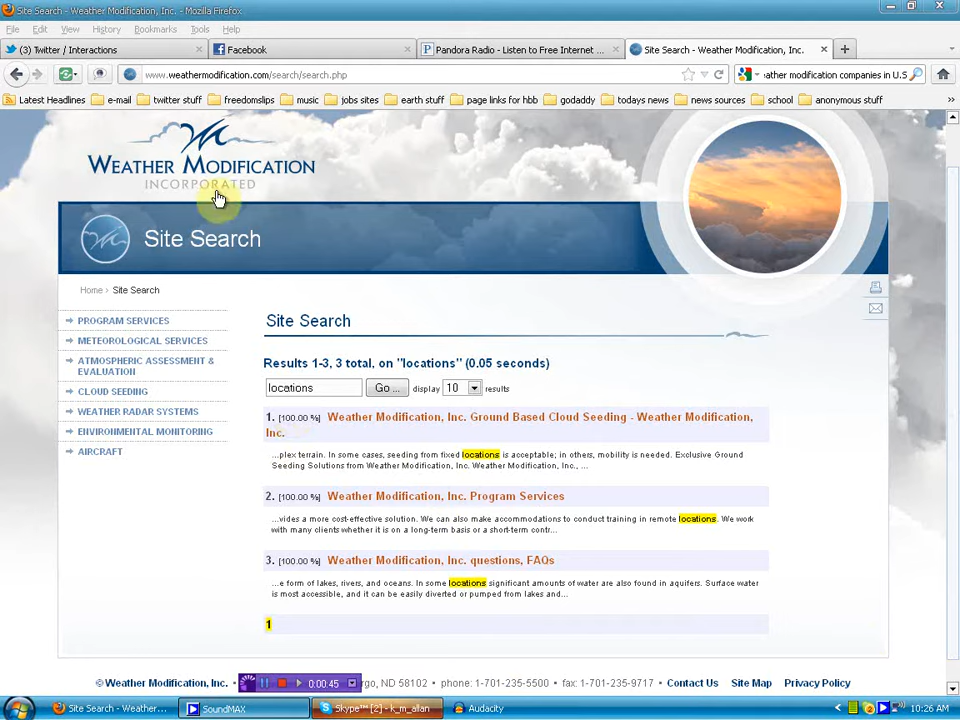 Site Search - Weather Modification, Inc. - Mozilla Firefox
File Edit View History Bookmarks Tools Help
(3) Twitter / Interactions
Facebook
Pandora Radio - Listen to Free Internet ...
Site Search - Weather Modification, Inc.
www.weathermodification.com/search/search.php
ather modification companies in U.S
Latest Headlines e-mail twitter stuff freedomslips music jobs sites earth stuff page links for hbb godaddy todays news news sources school anonymous stuff
WEATHER MODIFICATION
INCORPORATED
Site Search
Home › Site Search
PROGRAM SERVICES
METEOROLOGICAL SERVICES
ATMOSPHERIC ASSESSMENT &
EVALUATION
CLOUD SEEDING
WEATHER RADAR SYSTEMS
ENVIRONMENTAL MONITORING
AIRCRAFT
Site Search
Results 1-3, 3 total, on "locations" (0.05 seconds)
locations Go ... display 10 results
1. [100.00 %] Weather Modification, Inc. Ground Based Cloud Seeding - Weather Modification,
Inc.
...plex terrain. In some cases, seeding from fixed locations is acceptable; in others, mobility is needed. Exclusive Ground
Seeding Solutions from Weather Modification, Inc. Weather Modification, Inc., ...
2. [100.00 %] Weather Modification, Inc. Program Services
...vides a more cost-effective solution. We can also make accommodations to conduct training in remote locations. We work
with many clients whether it is on a long-term basis or a short-term contr...
3. [100.00 %] Weather Modification, Inc. questions, FAQs
...e form of lakes, rivers, and oceans. In some locations significant amounts of water are also found in aquifers. Surface water
is most accessible, and it can be easily diverted or pumped from lakes and...
1
©Weather Modification, Inc. • rgo, ND 58102 • phone: 1-701-235-5500 • fax: 1-701-235-9717 • Contact Us Site Map Privacy Policy
0:00:45
Site Search - Weather...
SoundMAX
Skype™ [2] - k_m_allan
Audacity
10:26 AM